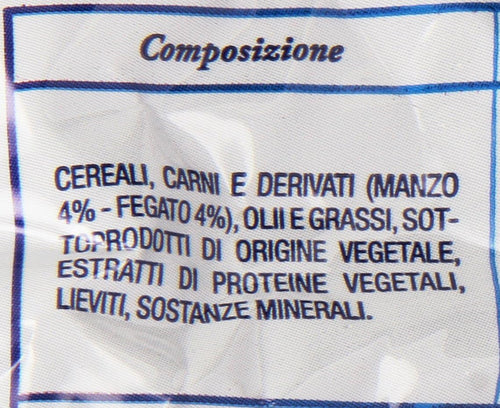 Composizione
CEREALI, CARNI E DERIVATI (MANZO
4% - FEGATO 4%), OLII E GRASSI, SOT-
TOPRODOTTI DI ORIGINE VEGETALE,
ESTRATTI DI PROTEINE VEGETALI,
LIEVITI, SOSTANZE MINERALI.